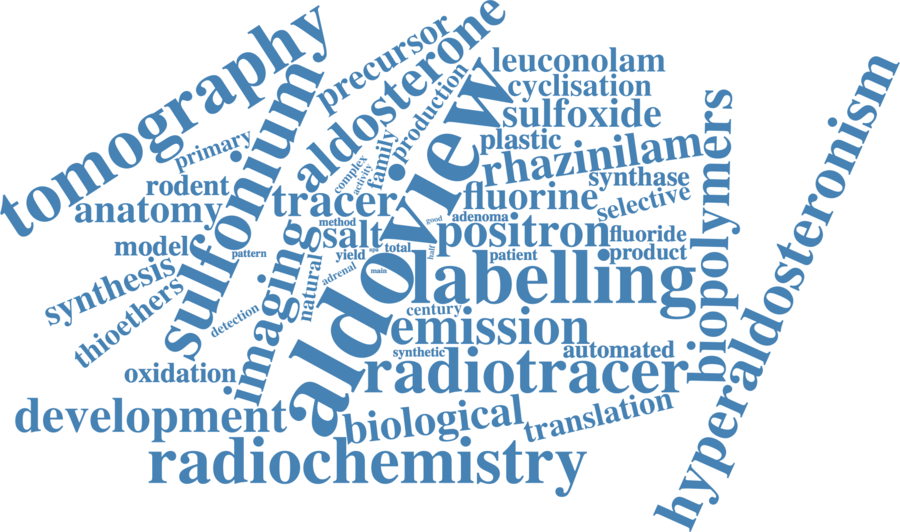 tomography
precursor
aldosterone
production
leuconolam
cyclisation
sulfoxide
plastic
rhazinilam
synthase
primary
sulfonium
complex
activity
family
aldoview
fluorine
selective
biopolymers
hyperaldosteronism
rodent
anatomy
tracer
method
good
adenoma
salt
positron
fluoride
model
pattern
imaging
natural
yield
spa
total
half
patient
product
synthesis
adrenal
main
labelling
thioethers
detection
century
emission
synthetic
automated
oxidation
radiotracer
development
biological
translation
radiochemistry